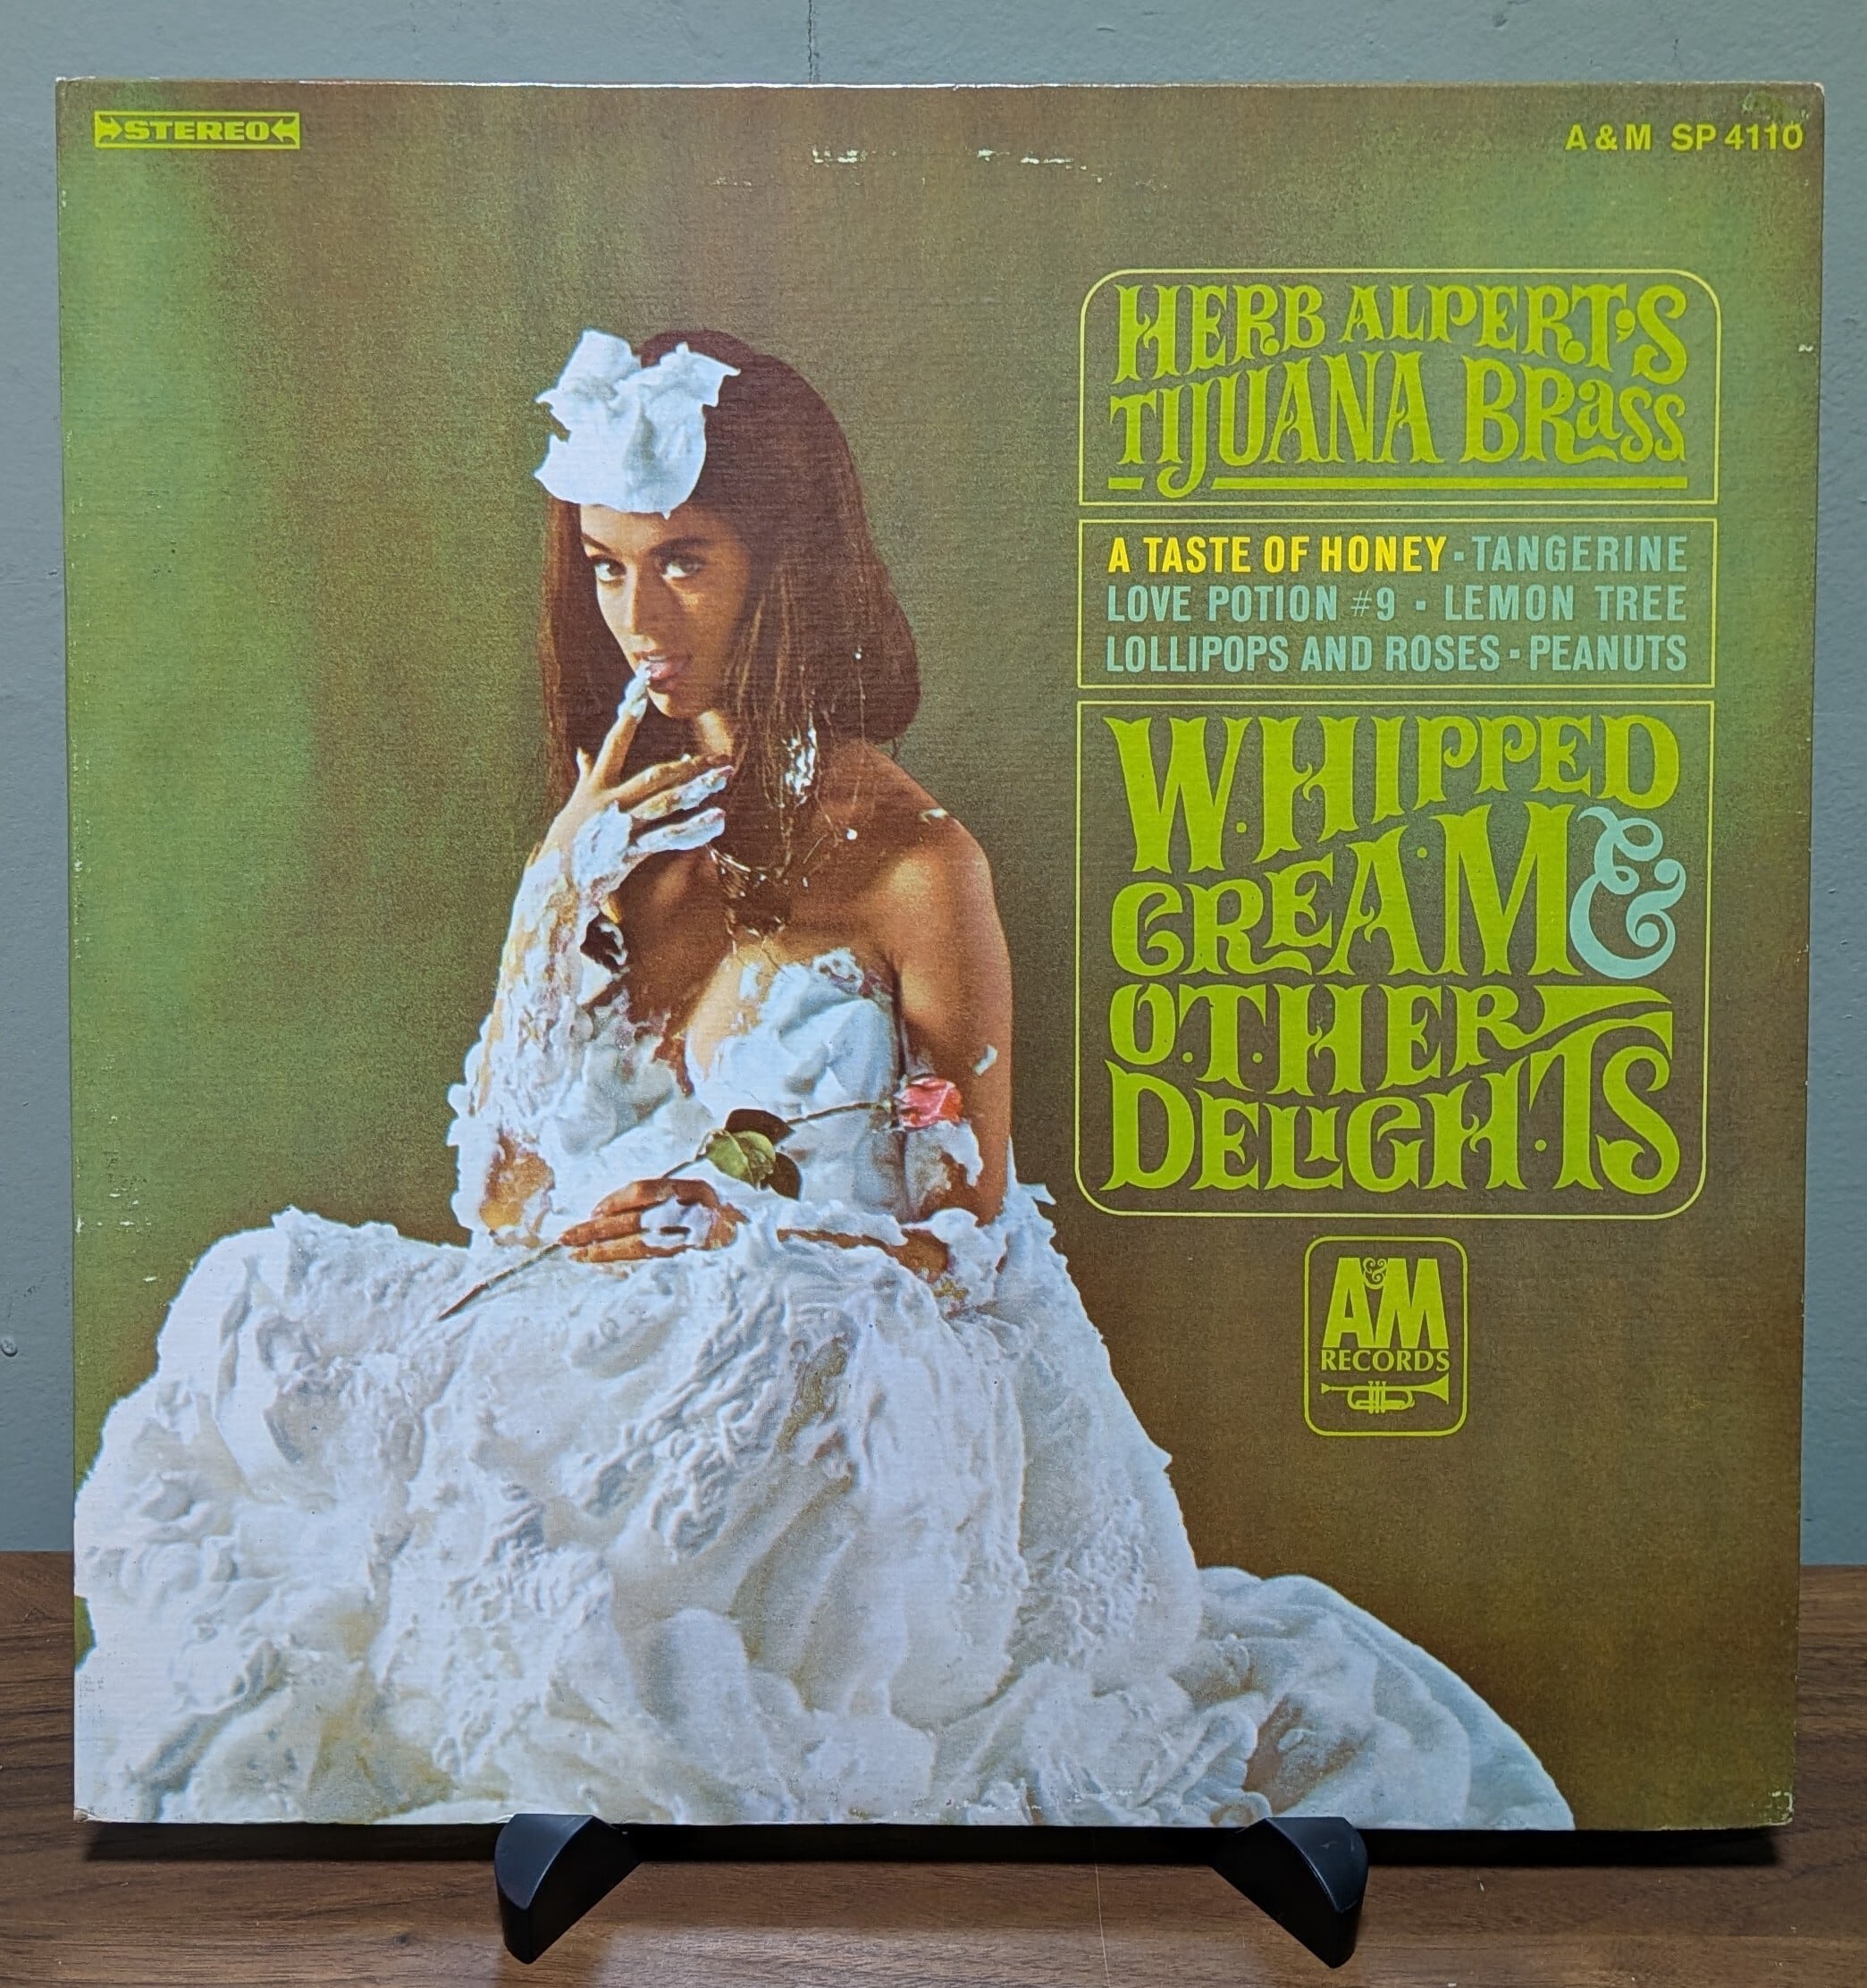 STEREO
A & M SP 4110
HERB ALPERT'S
TIJUANA BRass
A TASTE OF HONEY - TANGERINE
LOVE POTION #9 - LEMON TREE
LOLLIPOPS AND ROSES - PEANUTS
WHIPPED
CREAM &
OTHER
DELiGHTS
A&M
RECORDS